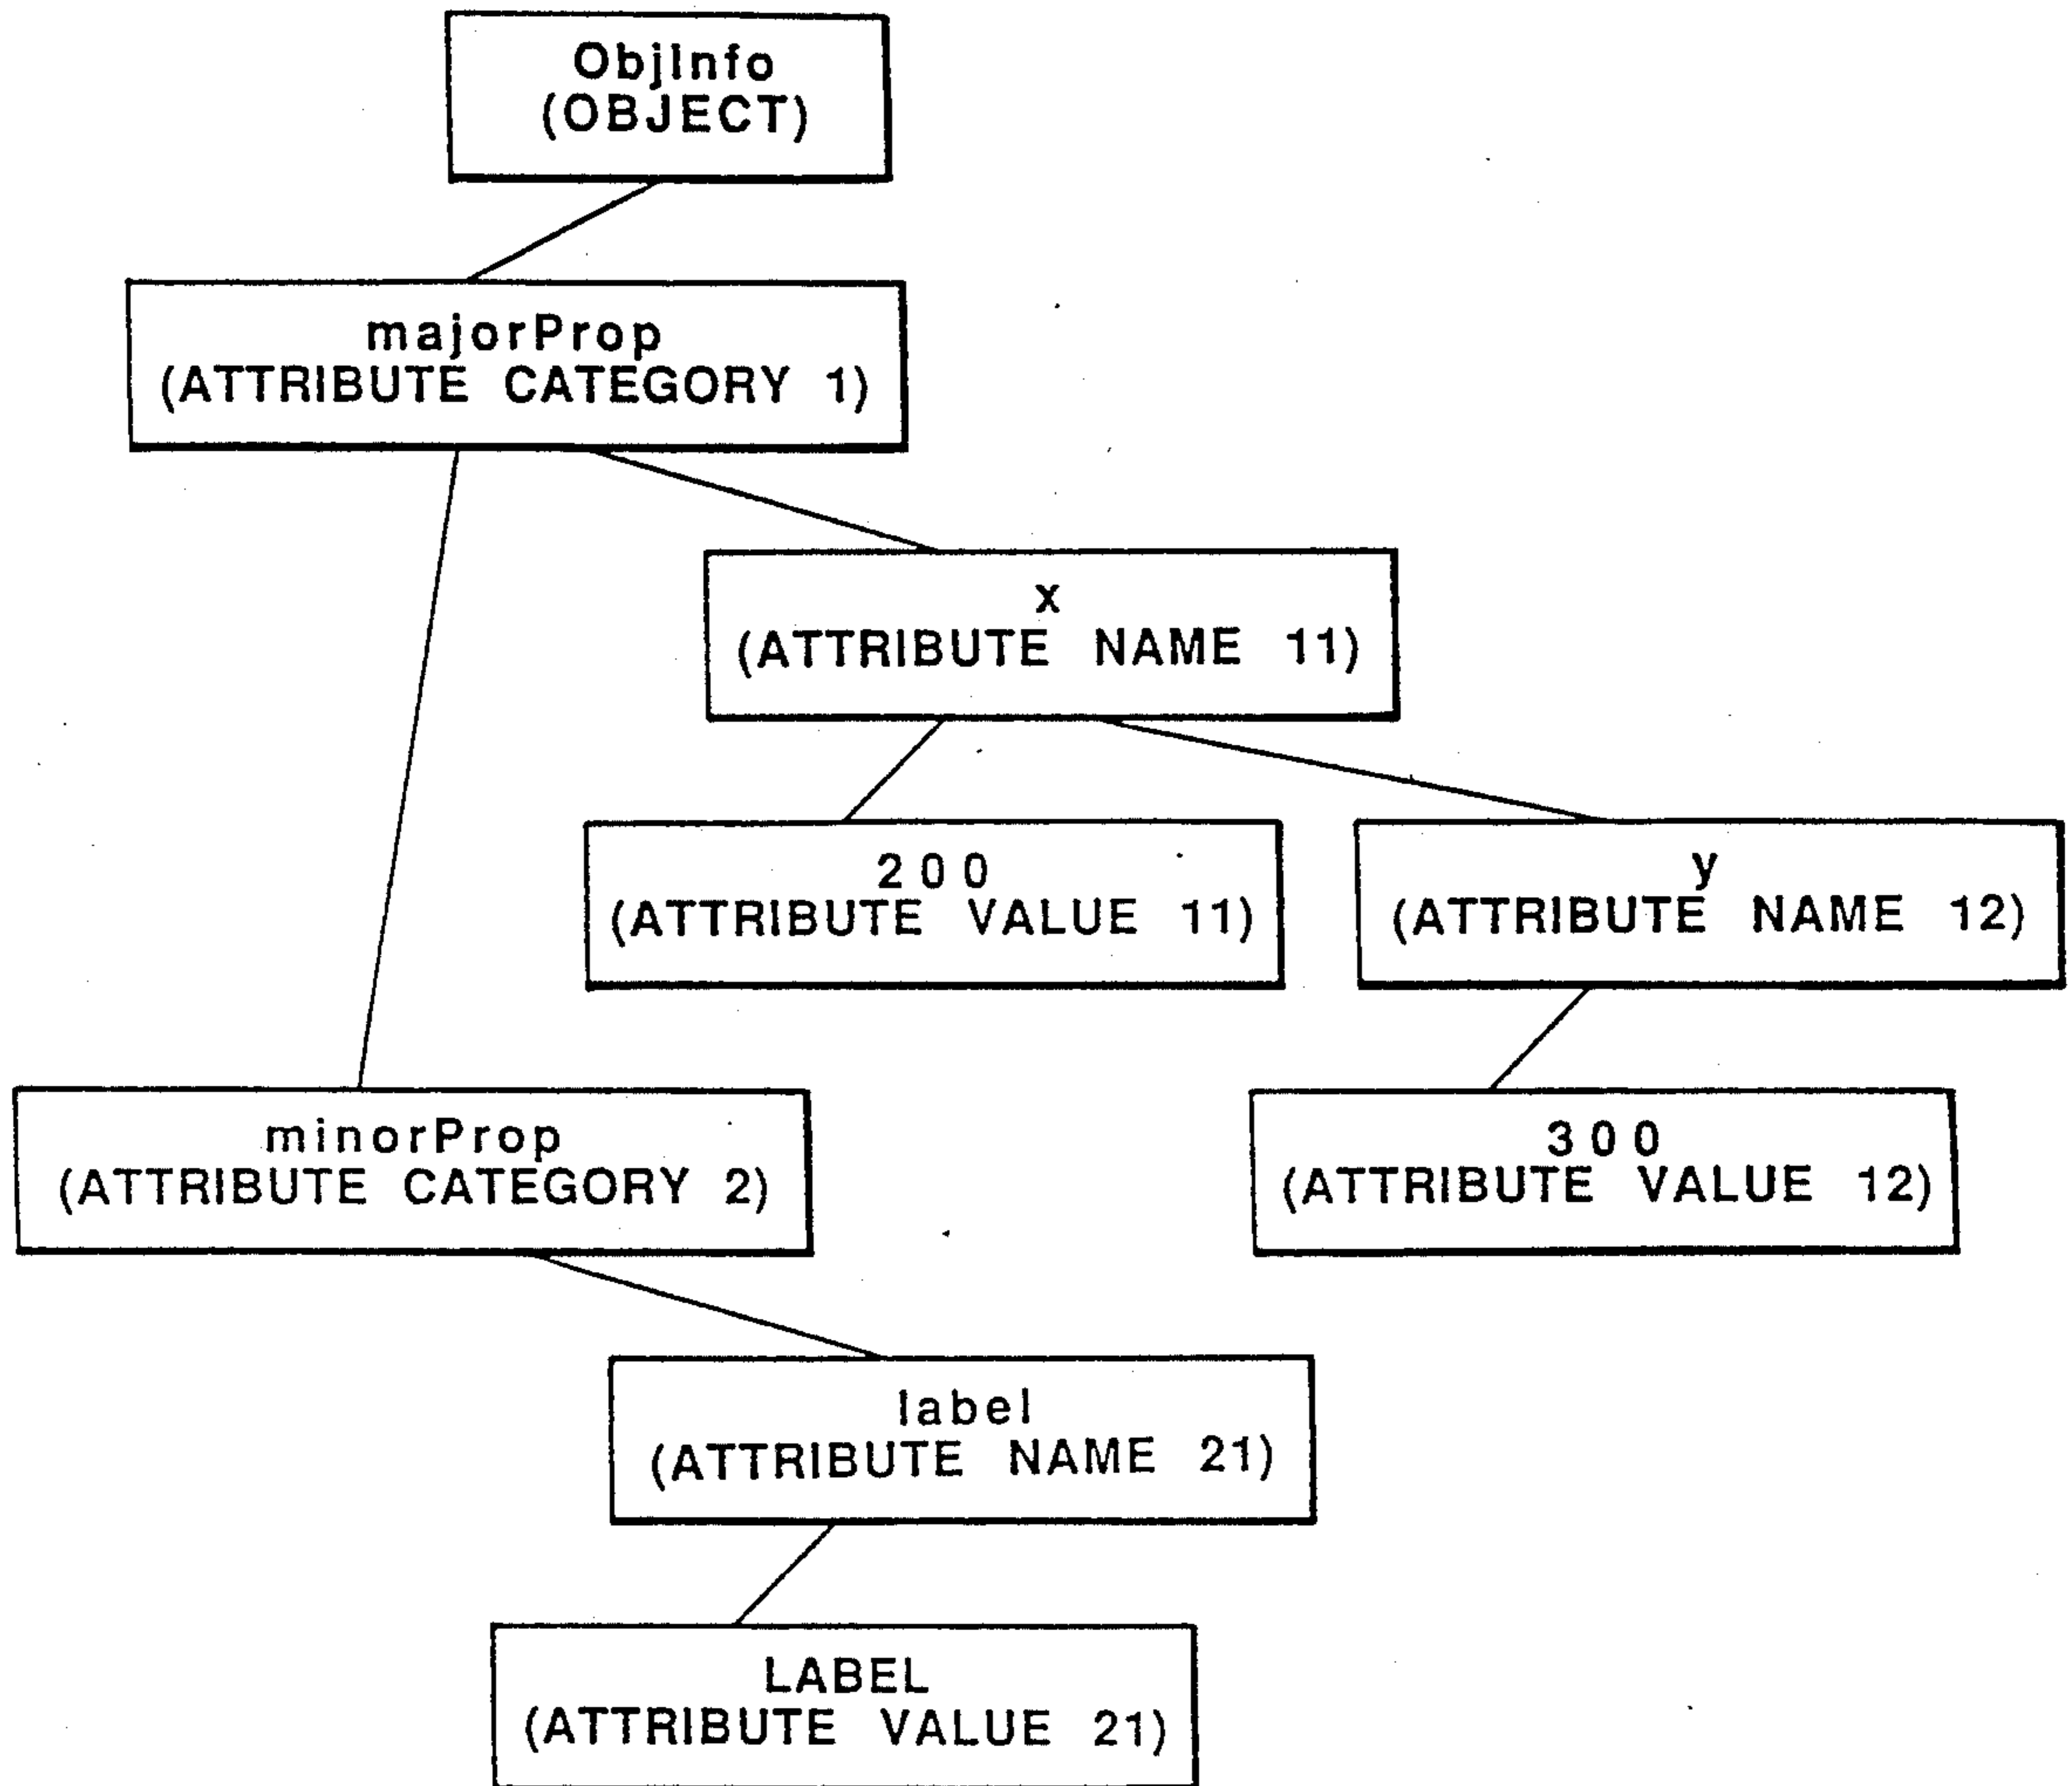 ObjInfo
(OBJECT)
majorProp
(ATTRIBUTE CATEGORY 1)
x
(ATTRIBUTE NAME 11)
200
(ATTRIBUTE VALUE 11)
y
(ATTRIBUTE NAME 12)
minorProp
(ATTRIBUTE CATEGORY 2)
300
(ATTRIBUTE VALUE 12)
label
(ATTRIBUTE NAME 21)
LABEL
(ATTRIBUTE VALUE 21)